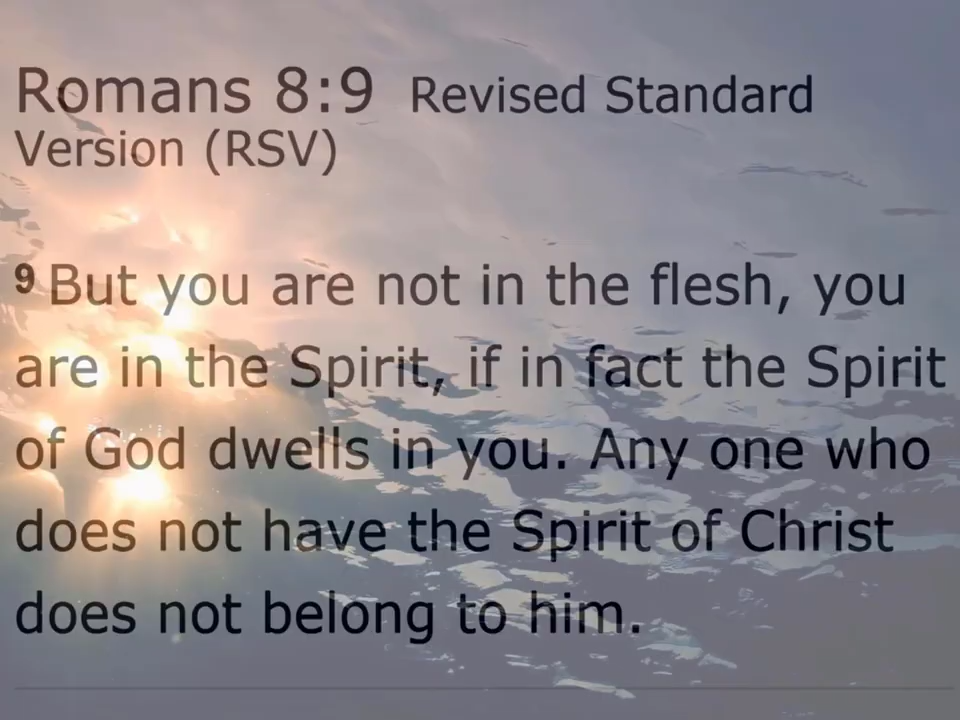 Romans 8:9 Revised Standard
Version (RSV)
9 But you are not in the flesh, you
are in the Spirit, if in fact the Spirit
of God dwells in you. Any one who
does not have the Spirit of Christ
does not belong to him.